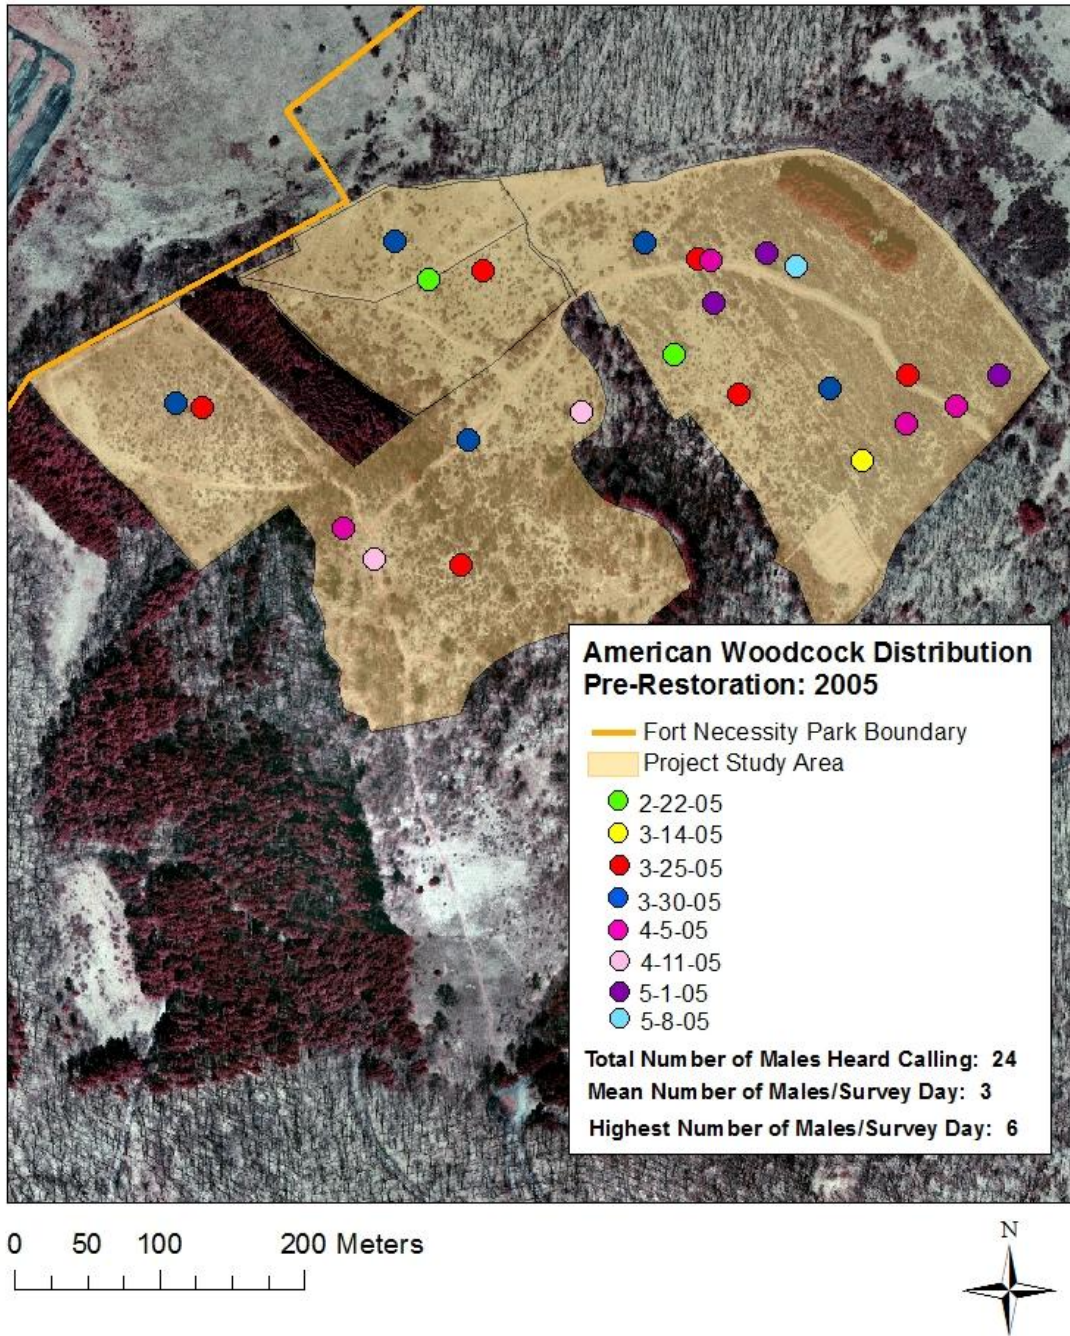 American Woodcock Distribution
Pre-Restoration: 2005
Fort Necessity Park Boundary
Project Study Area
2-22-05
3-14-05
3-25-05
3-30-05
4-5-05
4-11-05
5-1-05
5-8-05
Total Number of Males Heard Calling: 24
Mean Number of Males/Survey Day: 3
Highest Number of Males/Survey Day: 6
0 50 100 200 Meters
N